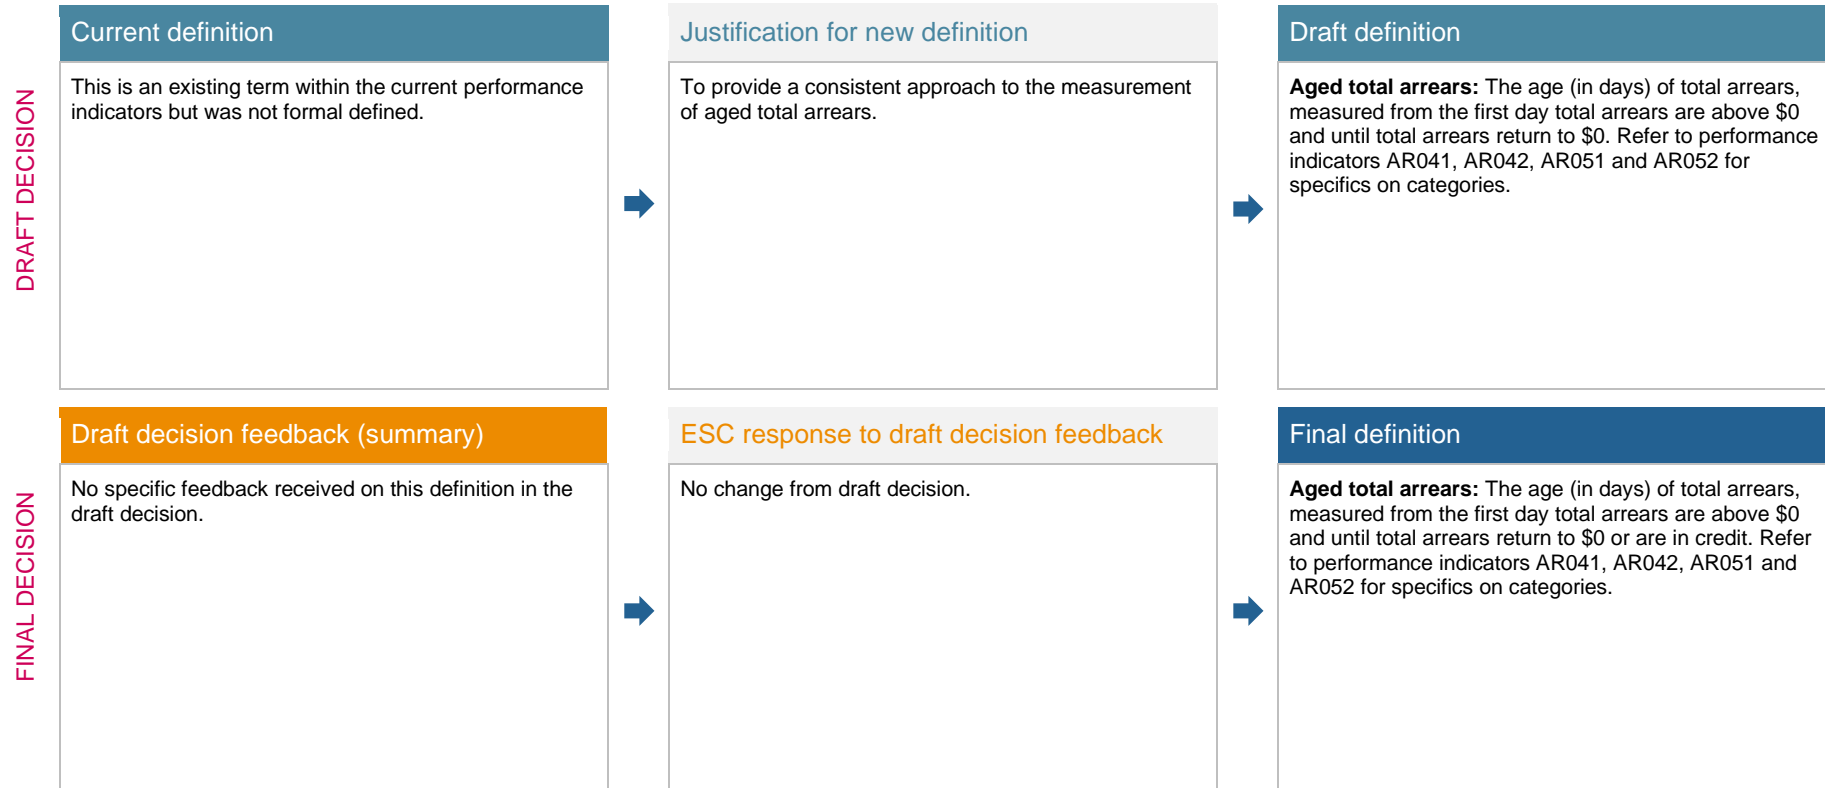 DRAFT DECISION
Current definition
This is an existing term within the current performance
indicators but was not formal defined.
Justification for new definition
To provide a consistent approach to the measurement
of aged total arrears.
Draft definition
Aged total arrears: The age (in days) of total arrears,
measured from the first day total arrears are above $0
and until total arrears return to $0. Refer to performance
indicators AR041, AR042, AR051 and AR052 for
specifics on categories.
FINAL DECISION
Draft decision feedback (summary)
No specific feedback received on this definition in the
draft decision.
ESC response to draft decision feedback
No change from draft decision.
Final definition
Aged total arrears: The age (in days) of total arrears,
measured from the first day total arrears are above $0
and until total arrears return to $0 or are in credit. Refer
to performance indicators AR041, AR042, AR051 and
AR052 for specifics on categories.